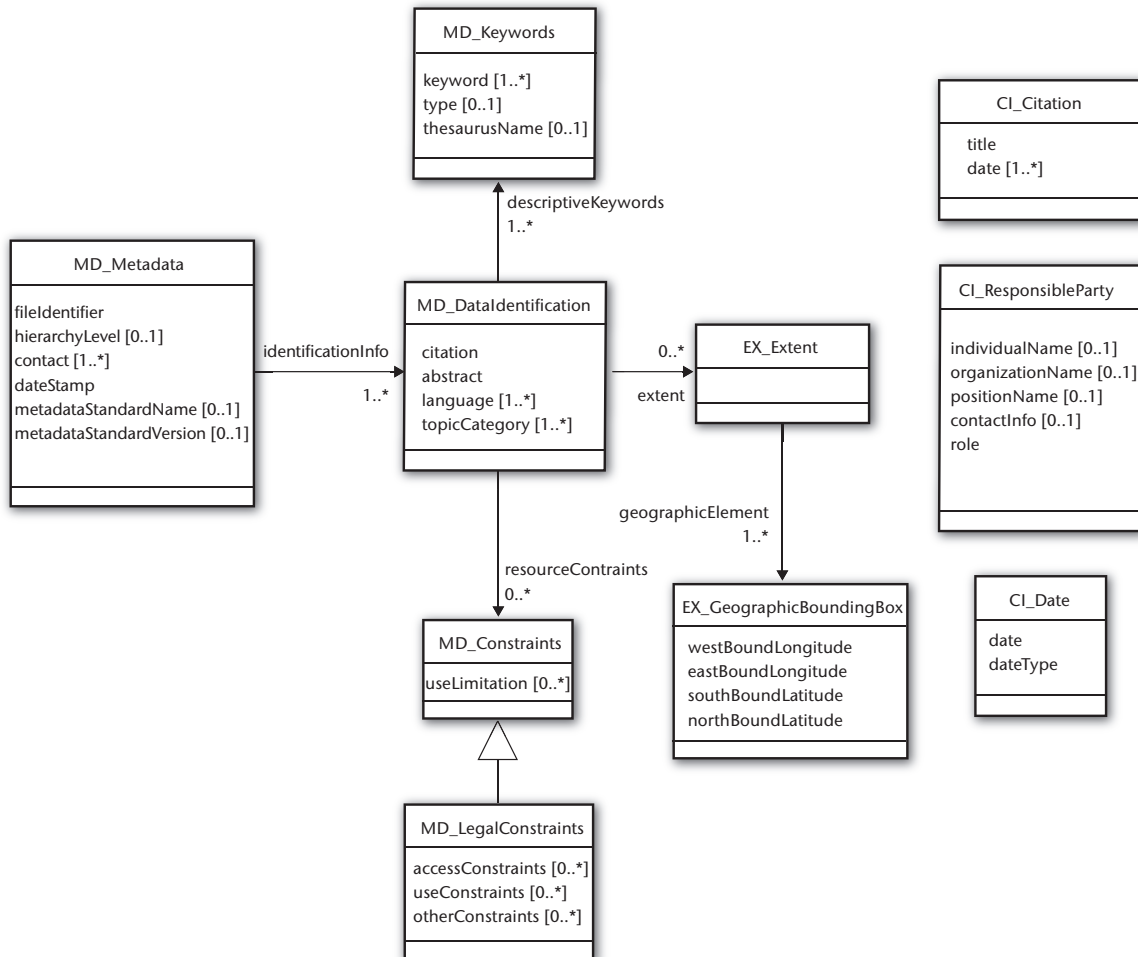 MD_Keywords
keyword [1..*]
type [0..1]
thesaurusName [0..1]
descriptiveKeywords
1..*
MD_Metadata
fileIdentifier
hierarchyLevel [0..1]
contact [1..*]
dateStamp
metadataStandardName [0..1]
metadataStandardVersion [0..1]
identificationInfo
1..*
MD_DataIdentification
citation
abstract
language [1..*]
topicCategory [1..*]
0..*
extent
EX_Extent
geographicElement
1..*
EX_GeographicBoundingBox
westBoundLongitude
eastBoundLongitude
southBoundLatitude
northBoundLatitude
resourceContraints
0..*
MD_Constraints
useLimitation [0..*]
MD_LegalConstraints
accessConstraints [0..*]
useConstraints [0..*]
otherConstraints [0..*]
CI_Citation
title
date [1..*]
CI_ResponsibleParty
individualName [0..1]
organizationName [0..1]
positionName [0..1]
contactInfo [0..1]
role
CI_Date
date
dateType